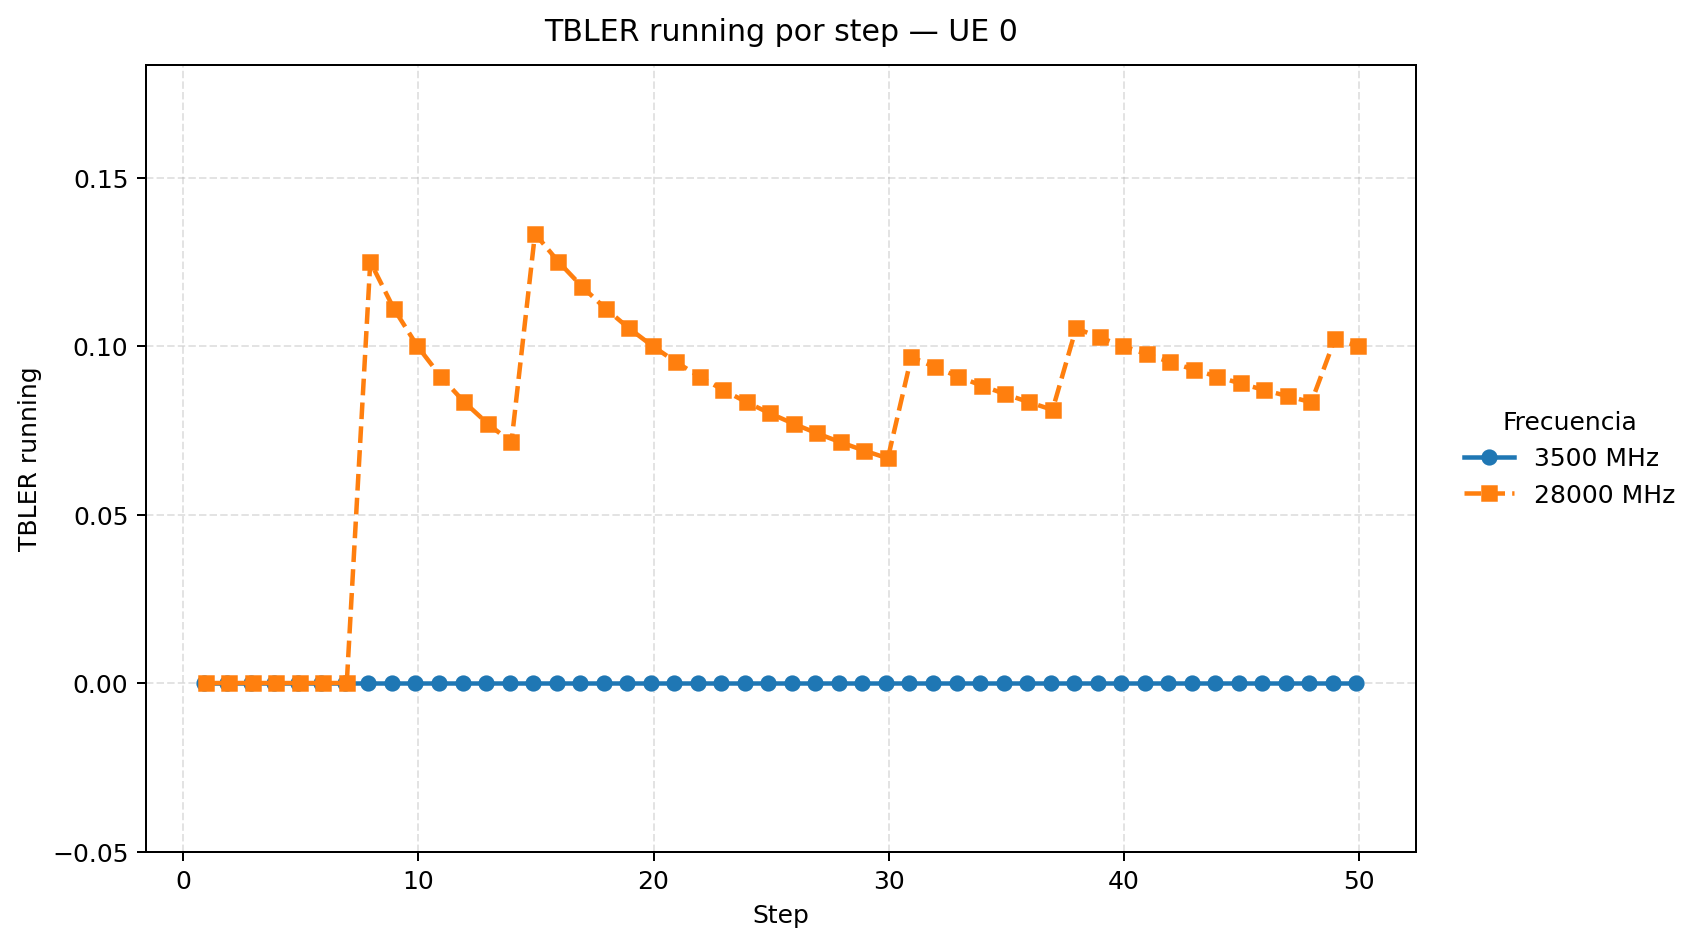 TBLER running por step — UE 0
TBLER running
0.15
0.10
0.05
0.00
−0.05
0 10 20 30 40 50
Step
Frecuencia
3500 MHz
28000 MHz